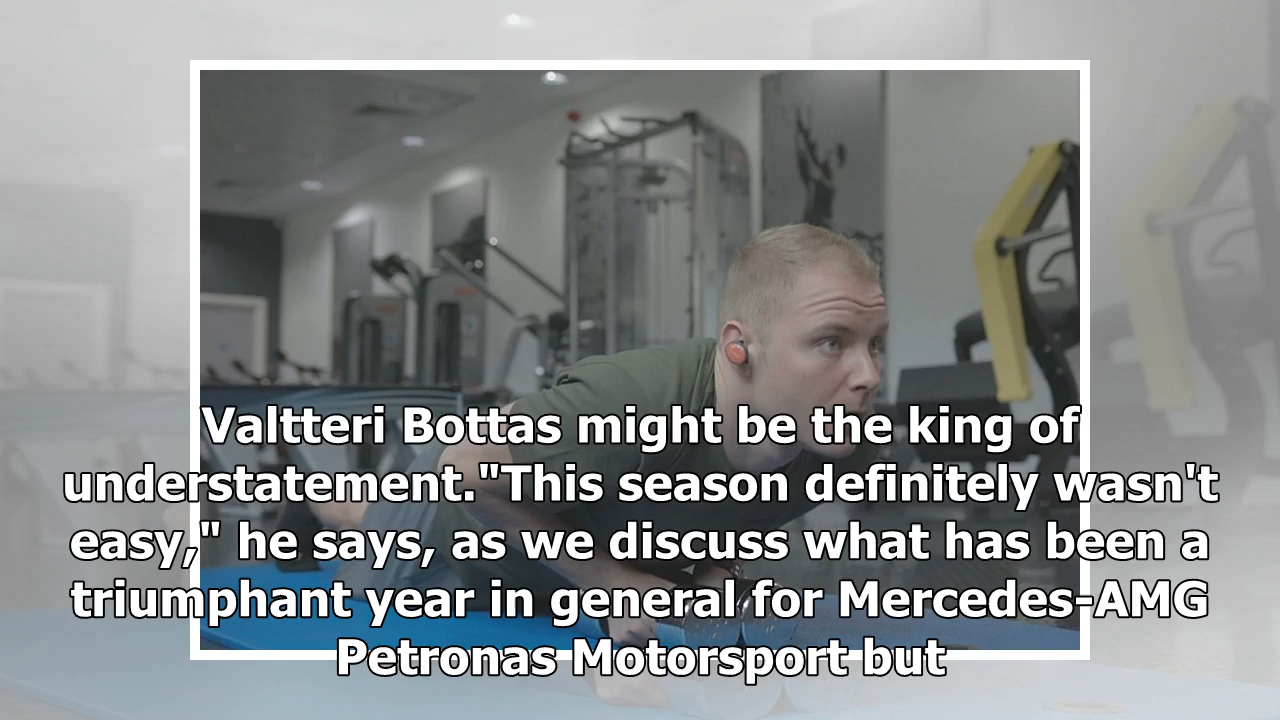 Valtteri Bottas might be the king of
understatement."This season definitely wasn't
easy," he says, as we discuss what has been a
triumphant year in general for Mercedes-AMG
Petronas Motorsport but